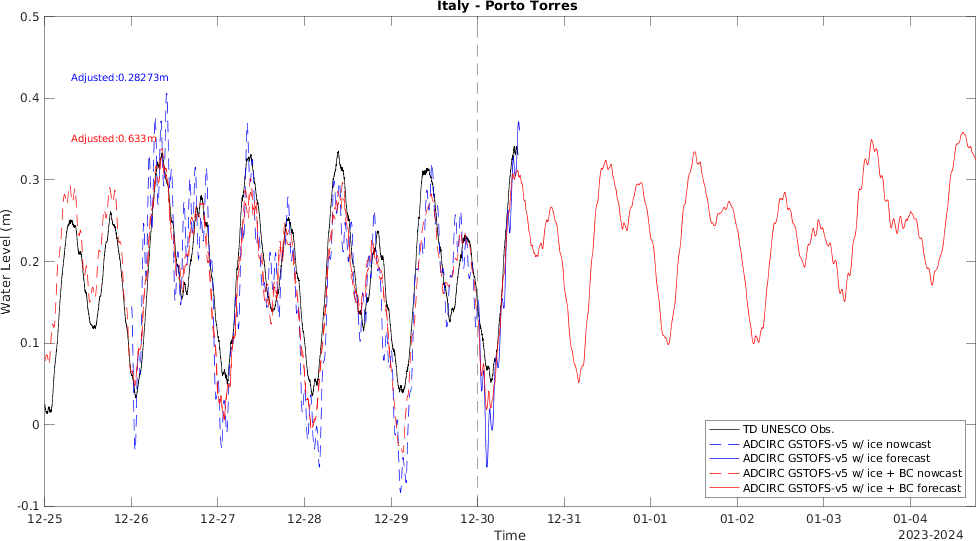 Italy - Porto Torres
0.5
0.4
0.3
0.2
0.1
0
-0.1
Water Level (m)
Adjusted:0.28273m
Adjusted:0.633m
TD UNESCO Obs.
ADCIRC GSTOFS-v5 w/ ice nowcast
ADCIRC GSTOFS-v5 w/ ice forecast
ADCIRC GSTOFS-v5 w/ ice + BC nowcast
ADCIRC GSTOFS-v5 w/ ice + BC forecast
12-25 12-26 12-27 12-28 12-29 12-30 12-31 01-01 01-02 01-03 01-04
Time
2023-2024